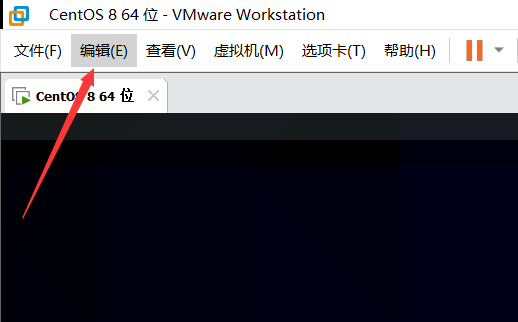 CentOS 8 64 位 - VMware Workstation
文件(F) 编辑(E) 查看(V) 虚拟机(M) 选项卡(T) 帮助(H)
CentOS 8 64 位